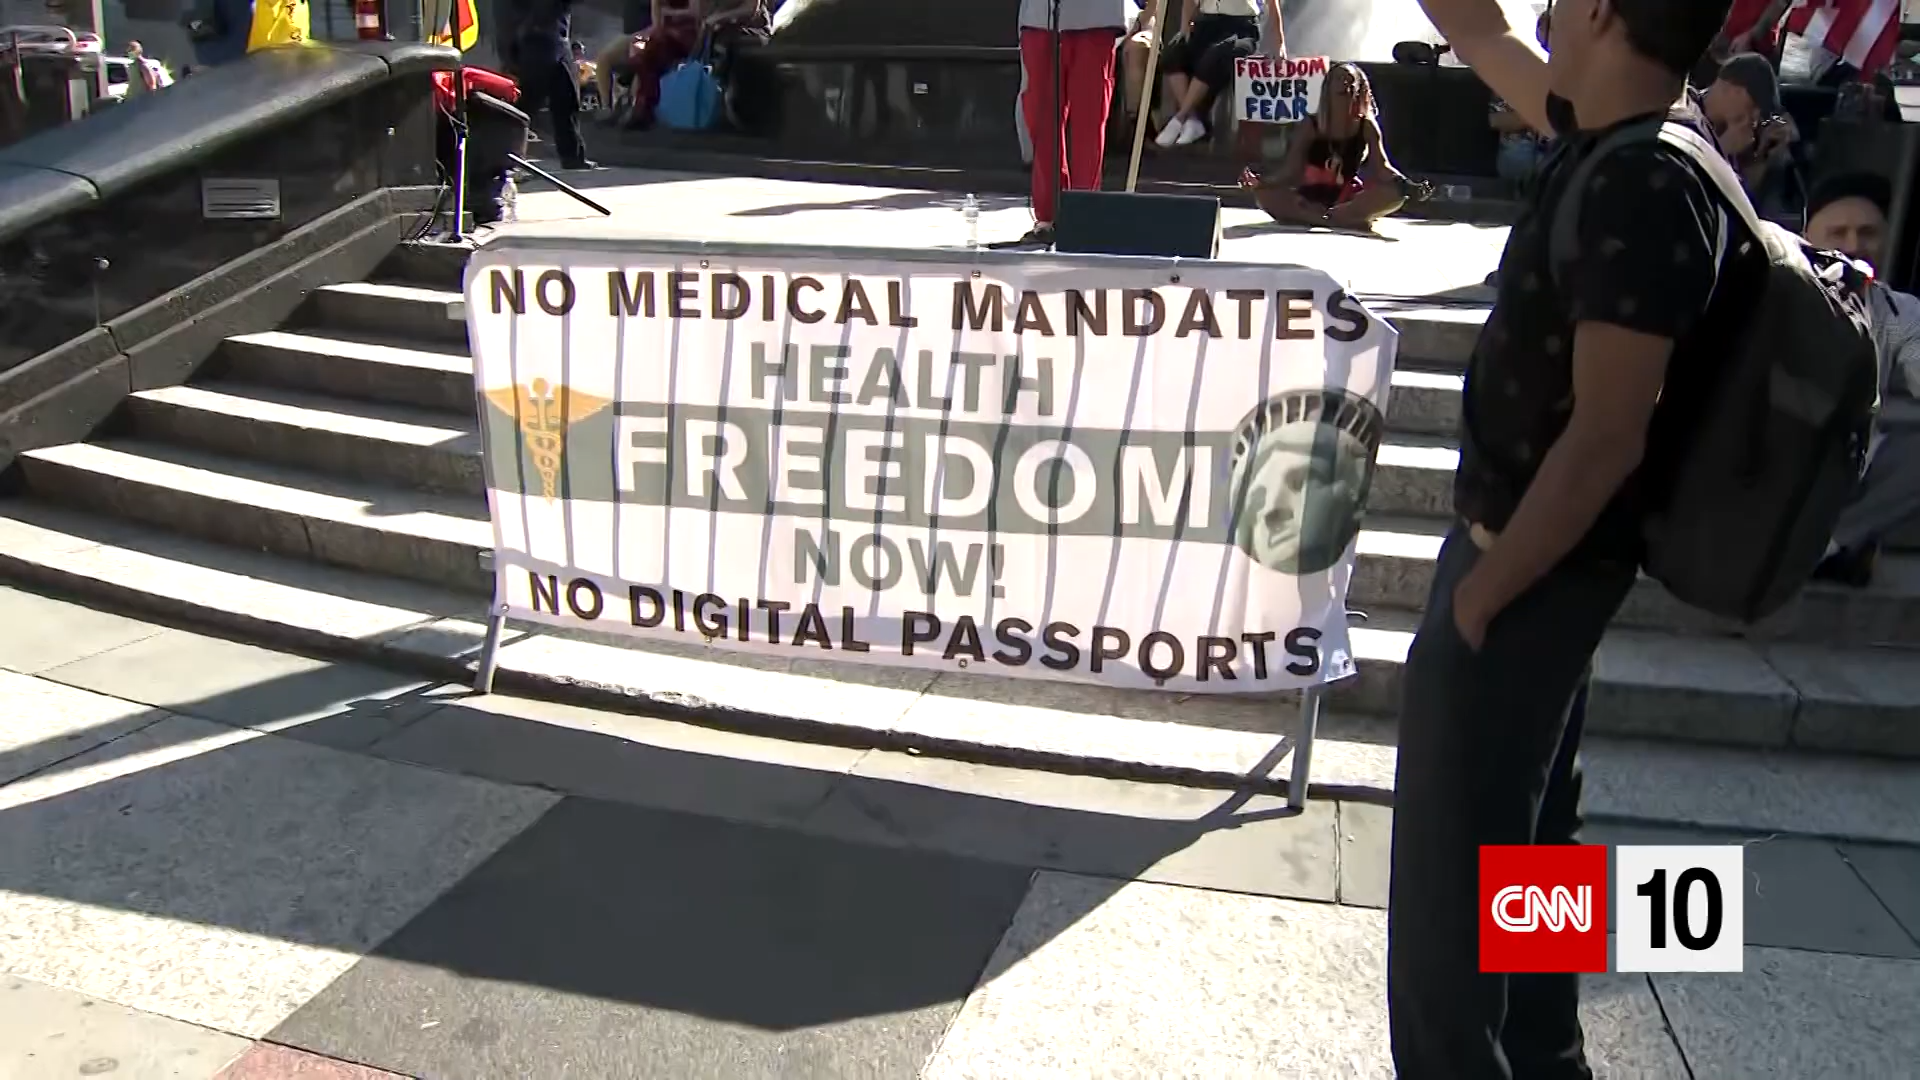 FREEDOM
OVER
FEAR
NO MEDICAL MANDATES
HEALTH
FREEDOM
NOW!
NO DIGITAL PASSPORTS
CNN 10